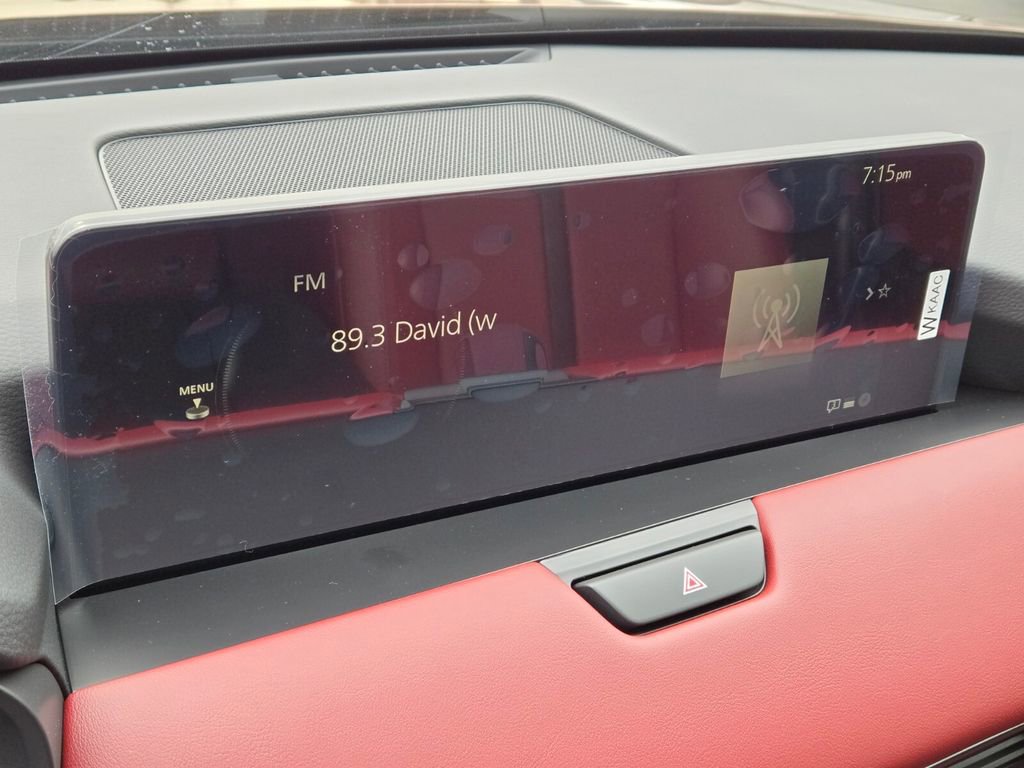 7:15pm
FM
89.3 David (w
MENU
WKAAC